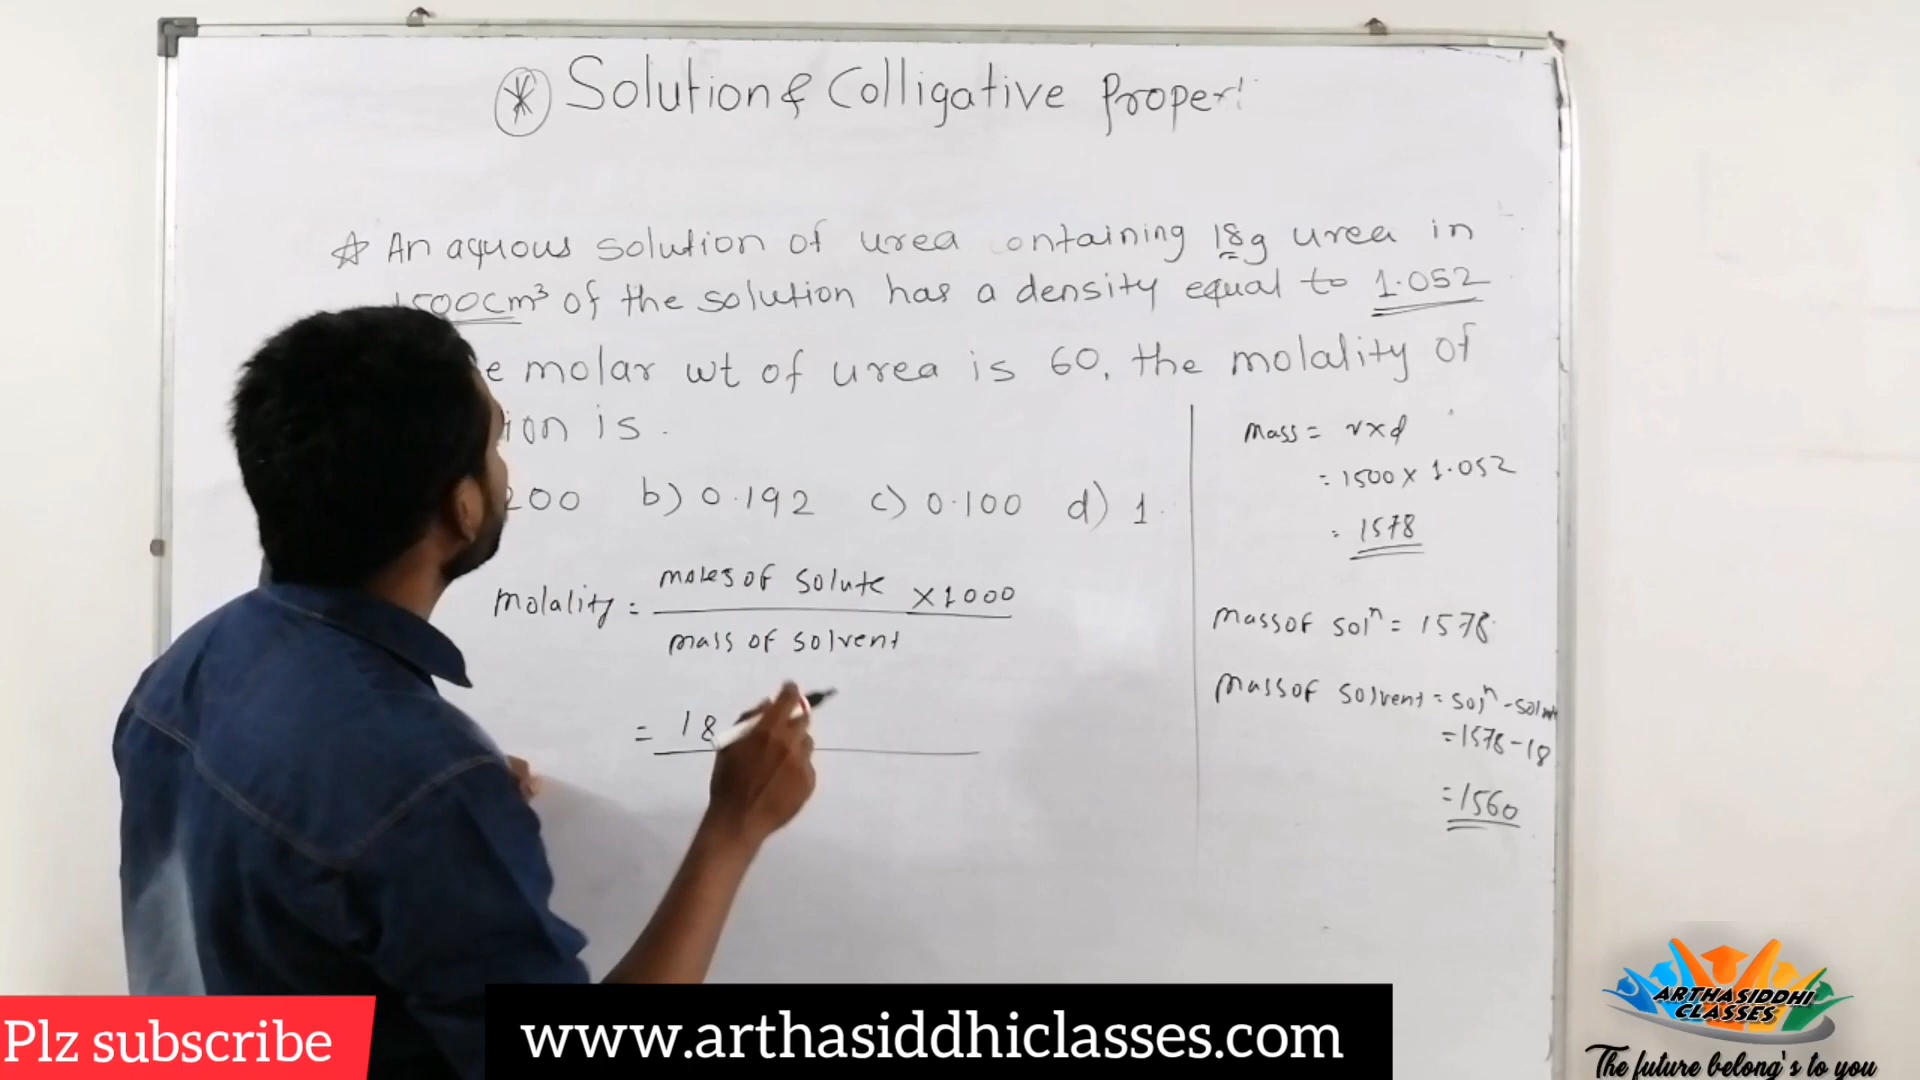 Solution & Colligative Proper
An aquous solution of urea ontaining 18g urea in
1500cm³ of the solution has a density equal to 1.052
e molar wt of urea is 60, the molality of
ion is.
200 b) 0.192 c) 0.100 d) 1
molality = moles of solute × 1000
mass of solvent
= 18
mass = v×d
= 1500 × 1.052
= 1578
mass of solⁿ = 1578
mass of solvent = solⁿ - solut
= 1578 - 18
= 1560
Plz subscribe
www.arthasiddhiclasses.com
ARTHASIDDHI
CLASSES
The future belong's to you